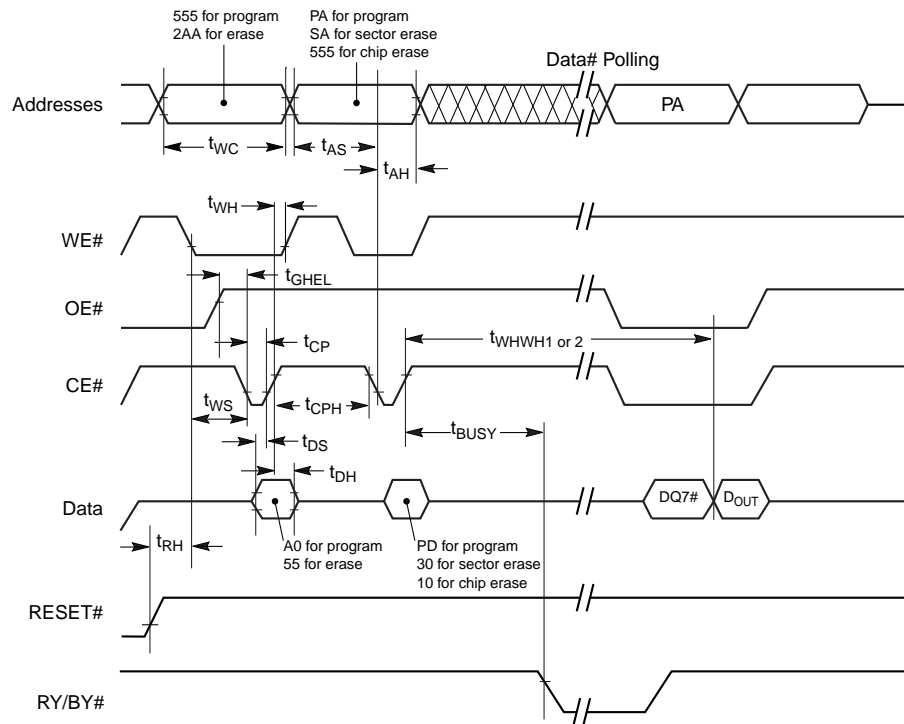 555 for program
2AA for erase
PA for program
SA for sector erase
555 for chip erase
Data# Polling
Addresses
PA
tWC
tAS
tAH
tWH
WE#
tGHEL
OE#
tCP
tWHWH1 or 2
CE#
tWS
tCPH
tBUSY
tDS
tDH
Data
DQ7#
DOUT
tRH
A0 for program
55 for erase
PD for program
30 for sector erase
10 for chip erase
RESET#
RY/BY#